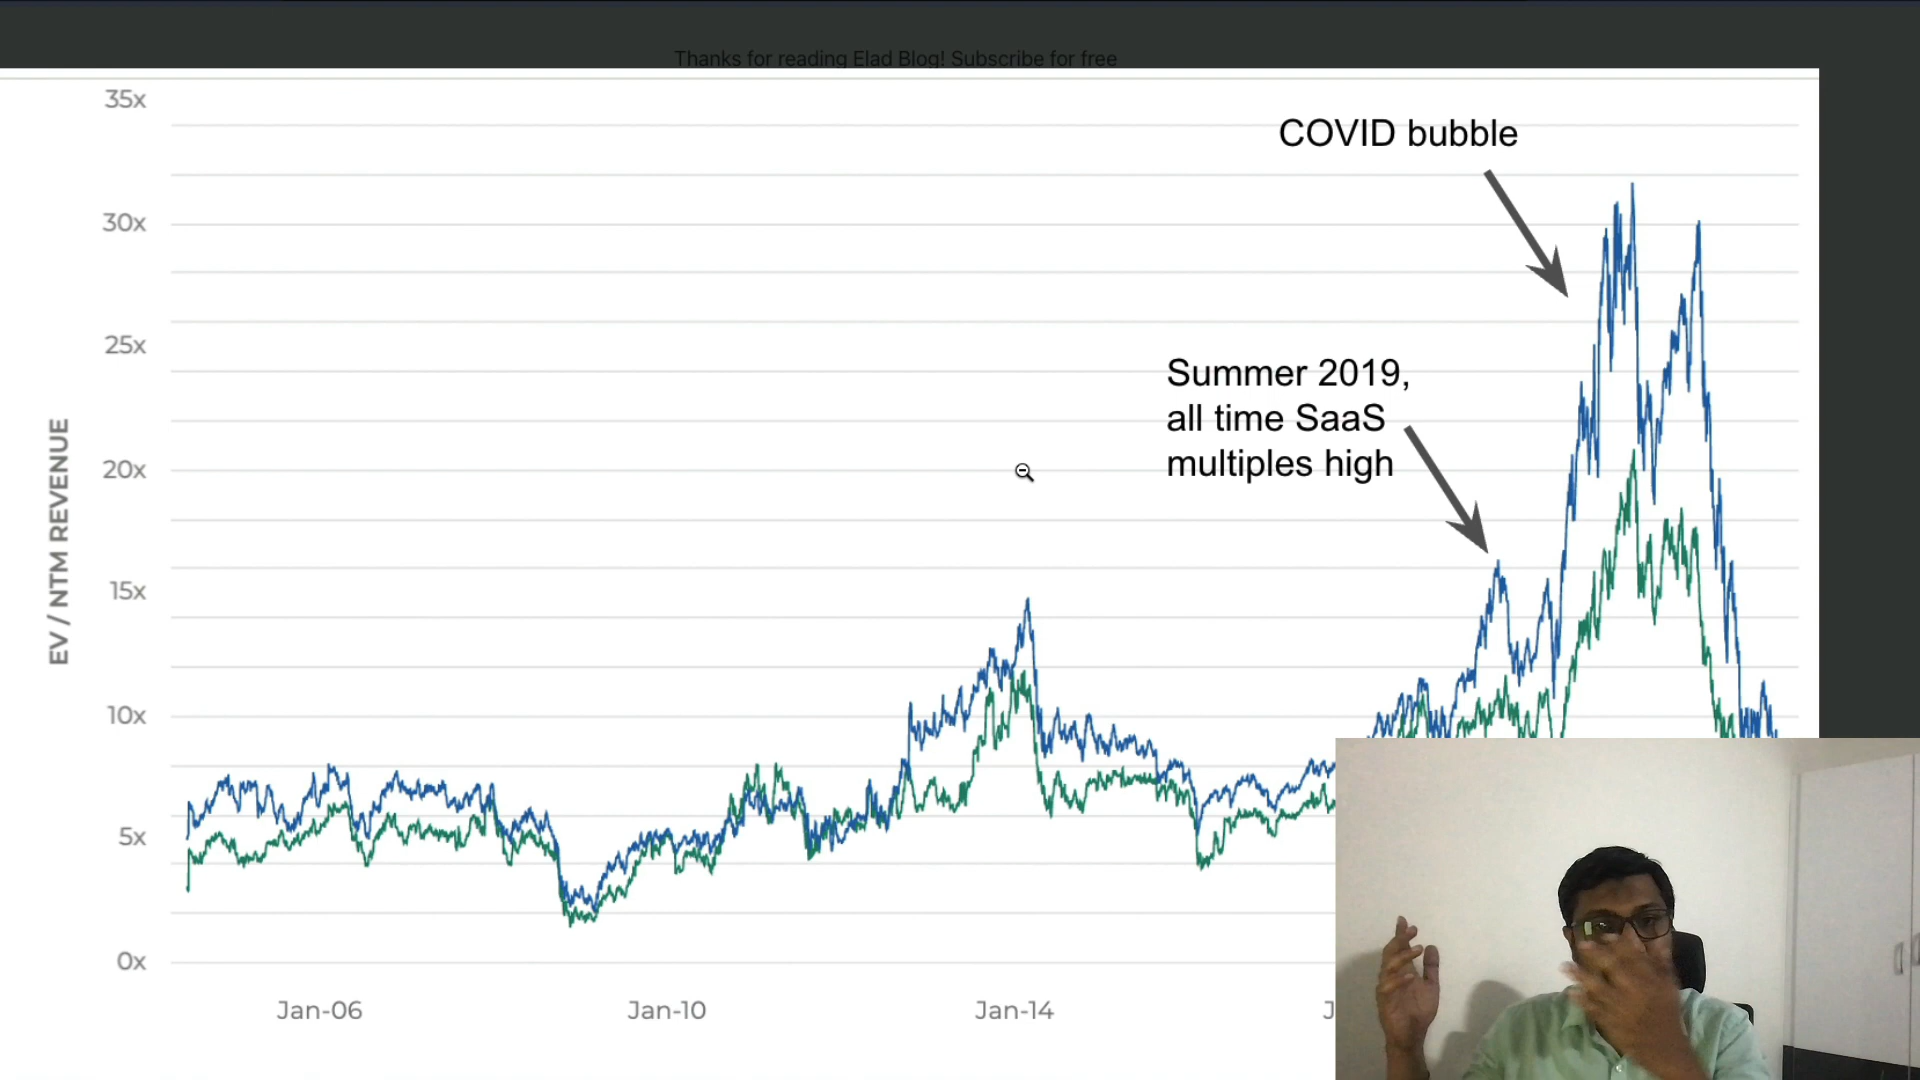 Thanks for reading Elad Blog! Subscribe for free
35x
COVID bubble
30x
Summer 2019,
all time SaaS
multiples high
25x
20x
15x
10x
5x
0x
EV / NTM REVENUE
Jan-06
Jan-10
Jan-14
J